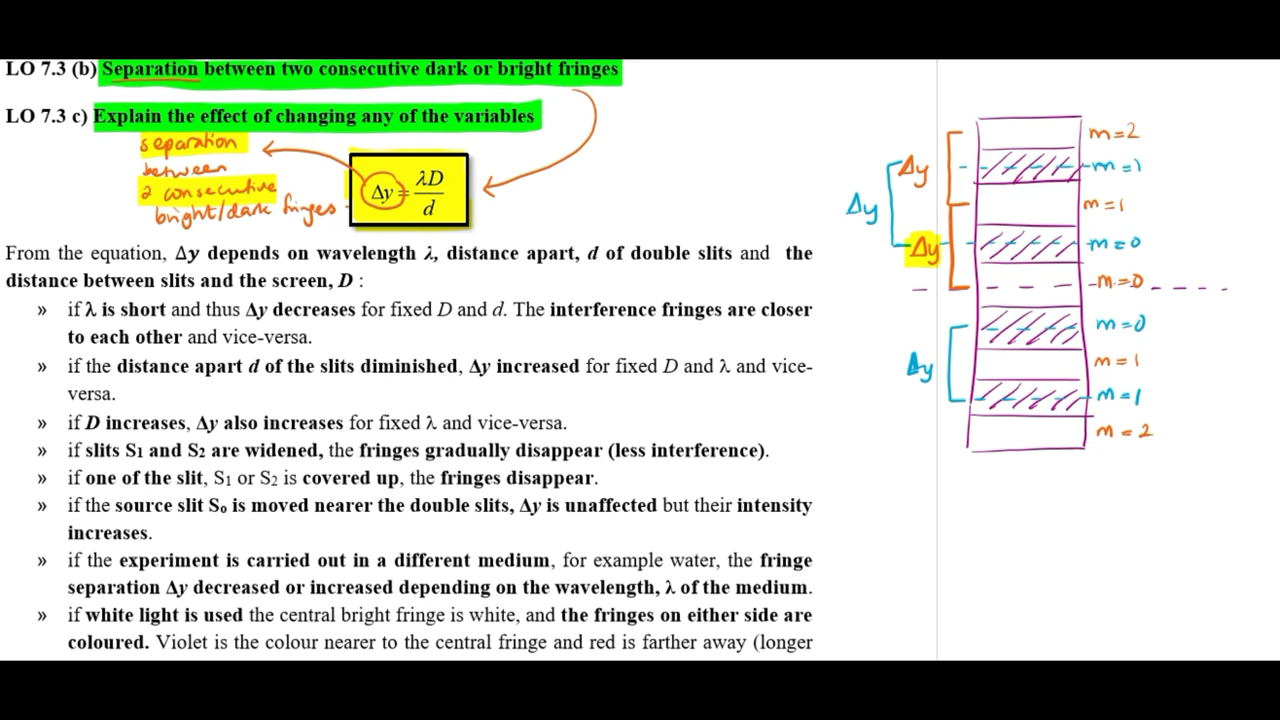 LO 7.3 (b) Separation between two consecutive dark or bright fringes
LO 7.3 c) Explain the effect of changing any of the variables
separation
between
2 consecutive
bright/dark fringes
Δy = λD/d
From the equation, Δy depends on wavelength λ, distance apart, d of double slits and the
distance between slits and the screen, D :
» if λ is short and thus Δy decreases for fixed D and d. The interference fringes are closer
to each other and vice-versa.
» if the distance apart d of the slits diminished, Δy increased for fixed D and λ and vice-
versa.
» if D increases, Δy also increases for fixed λ and vice-versa.
» if slits S₁ and S₂ are widened, the fringes gradually disappear (less interference).
» if one of the slit, S₁ or S₂ is covered up, the fringes disappear.
» if the source slit Sₒ is moved nearer the double slits, Δy is unaffected but their intensity
increases.
» if the experiment is carried out in a different medium, for example water, the fringe
separation Δy decreased or increased depending on the wavelength, λ of the medium.
» if white light is used the central bright fringe is white, and the fringes on either side are
coloured. Violet is the colour nearer to the central fringe and red is farther away (longer
m=2
Δy m=1
Δy m=1
Δy m=0
m=0
m=0
Δy m=1
m=1
m=2